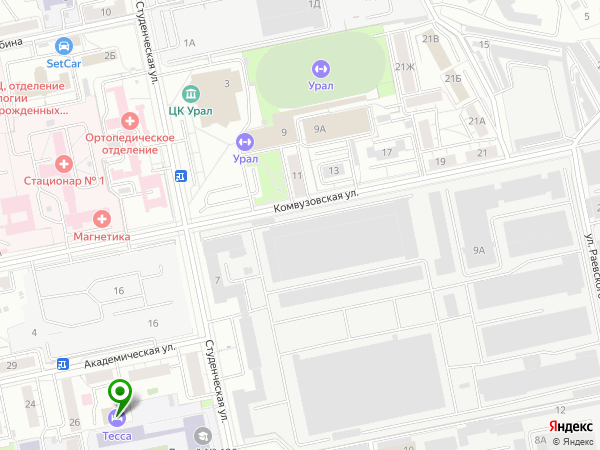 1
1Д
5
бина
1А
Студенческая ул.
21В
15
2Б
SetCar
3
Урал
21Ж
21Б
Ц, отделение
логии
рожденных...
ЦК Урал
21А
Ортопедическое
отделение
9
9А
Урал
17
19
21
Стационар № 1
11
13
Комвузовская ул.
Магнетика
9А
ул. Раевского
7
16
4
16
29
Академическая ул.
Студенческая ул.
24
26
Тесса
12
10
8А
Яндекс
© Яндекс